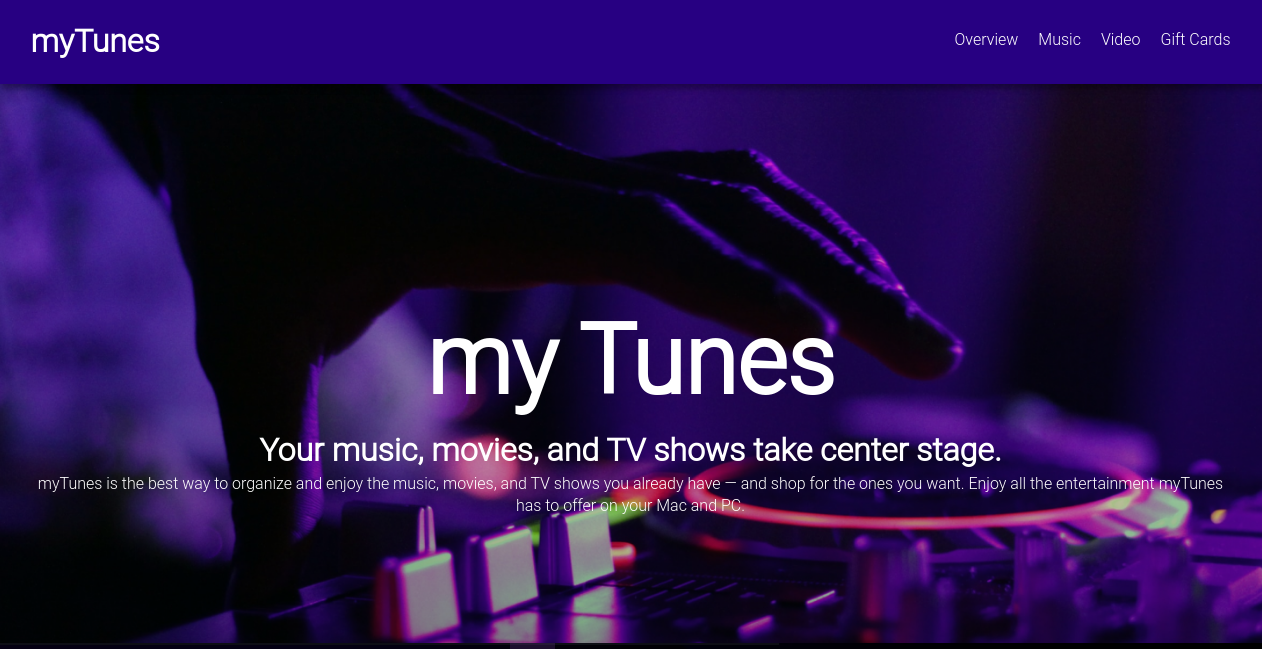 myTunes
Overview Music Video Gift Cards
my Tunes
Your music, movies, and TV shows take center stage.
myTunes is the best way to organize and enjoy the music, movies, and TV shows you already have — and shop for the ones you want. Enjoy all the entertainment myTunes
has to offer on your Mac and PC.